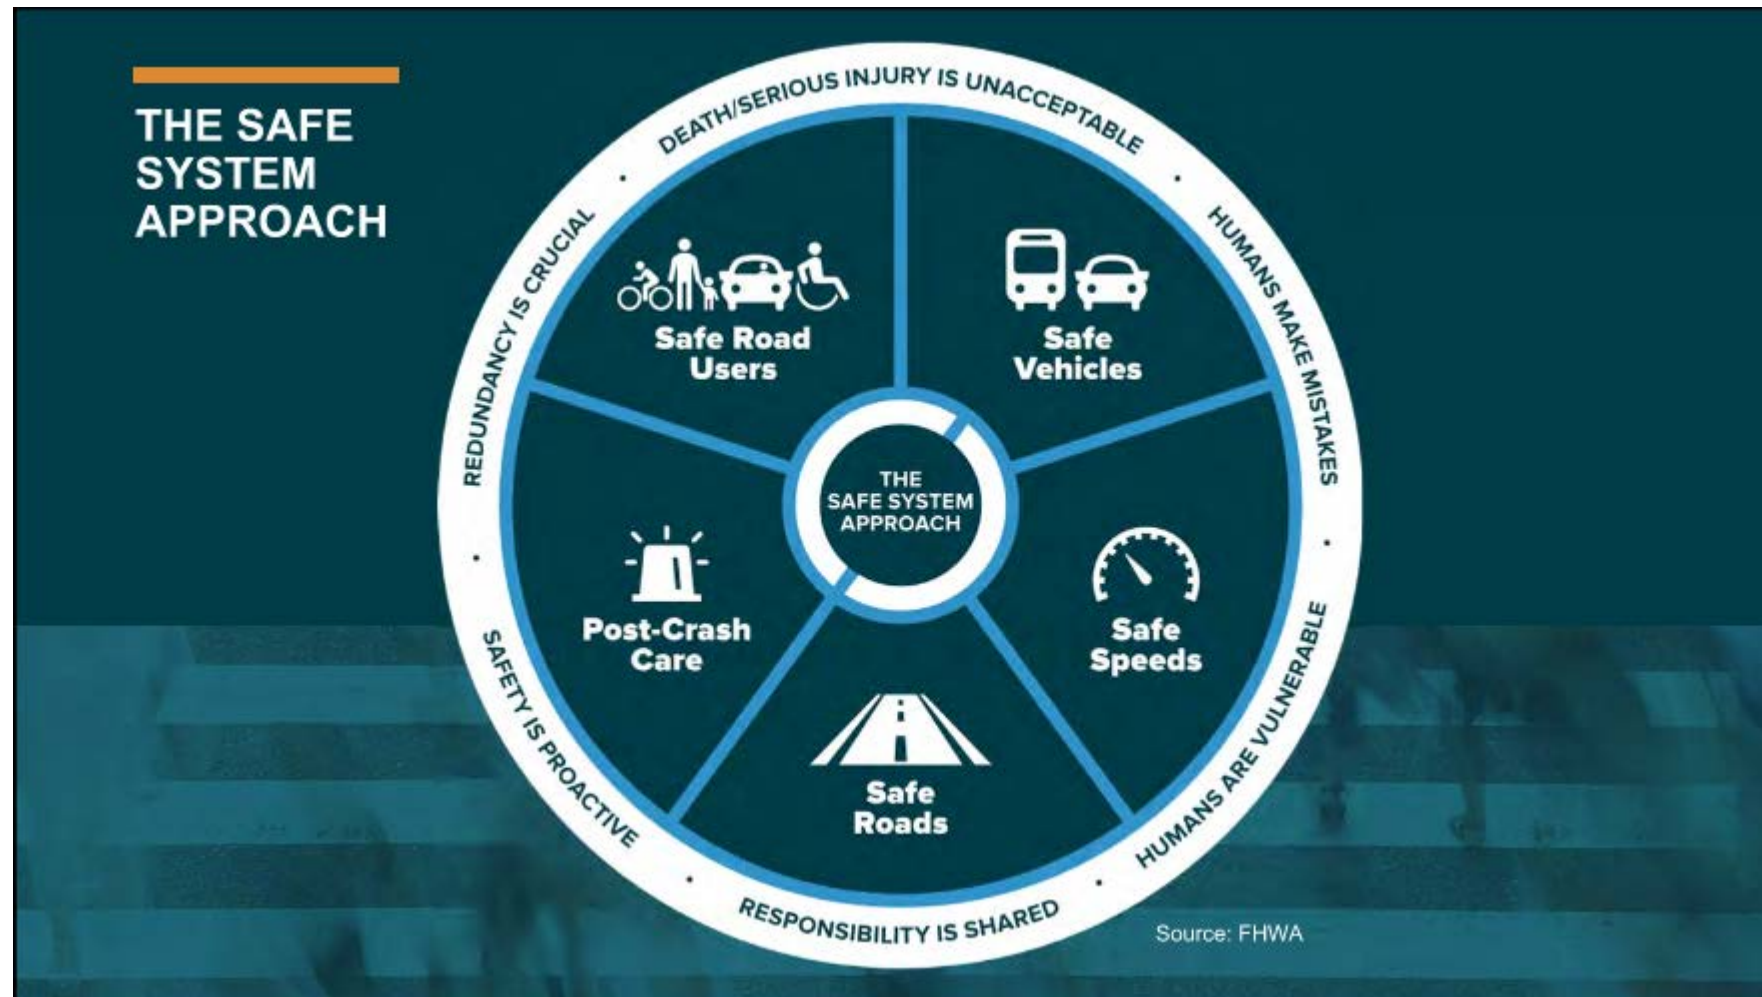 THE SAFE
SYSTEM
APPROACH
DEATH/SERIOUS INJURY IS UNACCEPTABLE
HUMANS MAKE MISTAKES
HUMANS ARE VULNERABLE
RESPONSIBILITY IS SHARED
SAFETY IS PROACTIVE
REDUNDANCY IS CRUCIAL
Safe Road
Users
Safe
Vehicles
Safe
Speeds
Safe
Roads
Post-Crash
Care
THE
SAFE SYSTEM
APPROACH
Source: FHWA